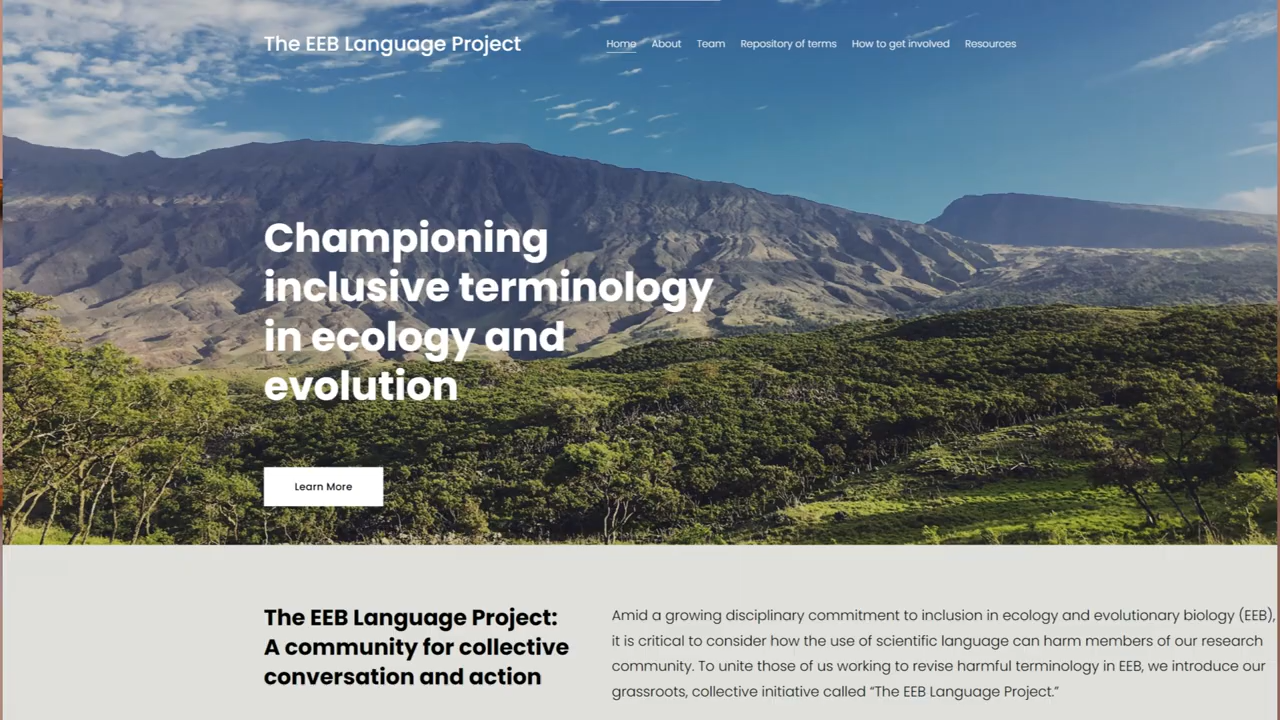 The EEB Language Project
Home About Team Repository of terms How to get involved Resources
Championing
inclusive terminology
in ecology and
evolution
Learn More
The EEB Language Project:
A community for collective
conversation and action
Amid a growing disciplinary commitment to inclusion in ecology and evolutionary biology (EEB),
it is critical to consider how the use of scientific language can harm members of our research
community. To unite those of us working to revise harmful terminology in EEB, we introduce our
grassroots, collective initiative called “The EEB Language Project.”